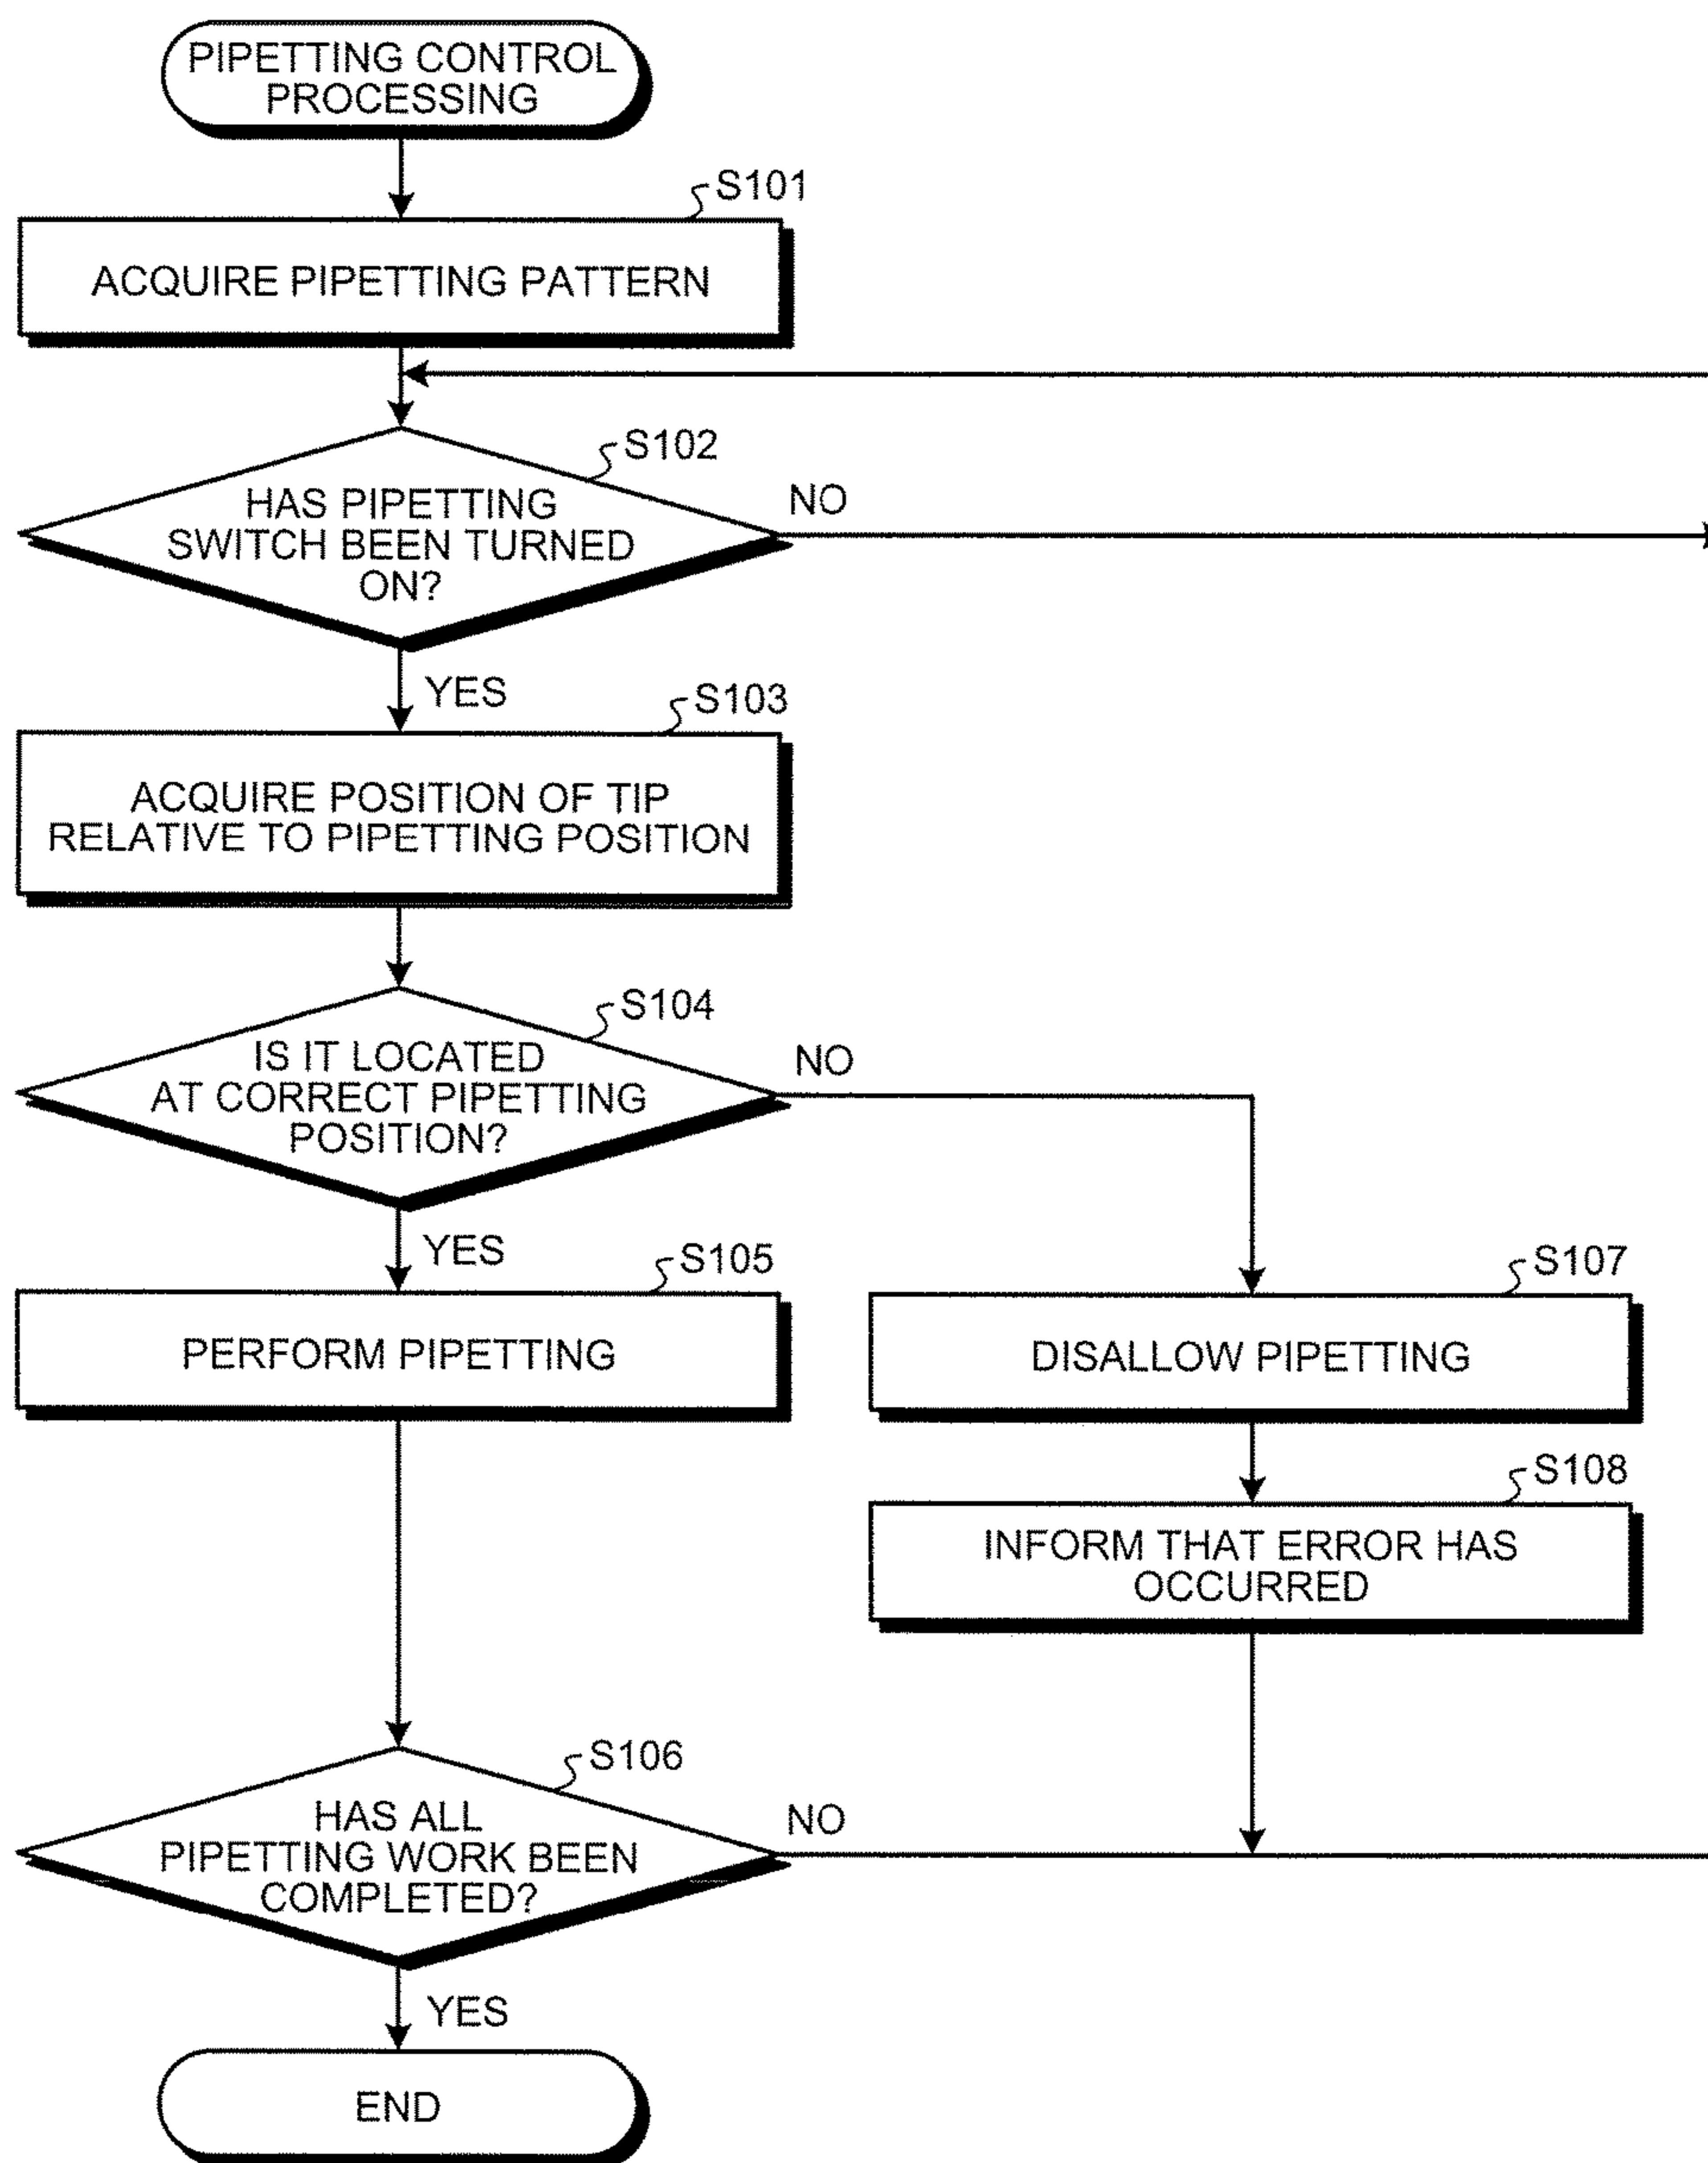 PIPETTING CONTROL
PROCESSING
S101
ACQUIRE PIPETTING PATTERN
S102
HAS PIPETTING
SWITCH BEEN TURNED
ON?
NO
YES
S103
ACQUIRE POSITION OF TIP
RELATIVE TO PIPETTING POSITION
S104
IS IT LOCATED
AT CORRECT PIPETTING
POSITION?
NO
YES
S105
PERFORM PIPETTING
S107
DISALLOW PIPETTING
S108
INFORM THAT ERROR HAS
OCCURRED
S106
HAS ALL
PIPETTING WORK BEEN
COMPLETED?
NO
YES
END